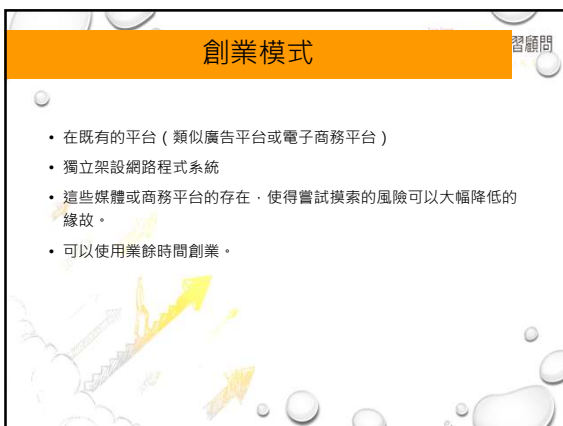 創業模式
習顧問
• 在既有的平台（類似廣告平台或電子商務平台）
• 獨立架設網路程式系統
• 這些媒體或商務平台的存在，使得嘗試摸索的風險可以大幅降低的
緣故。
• 可以使用業餘時間創業。